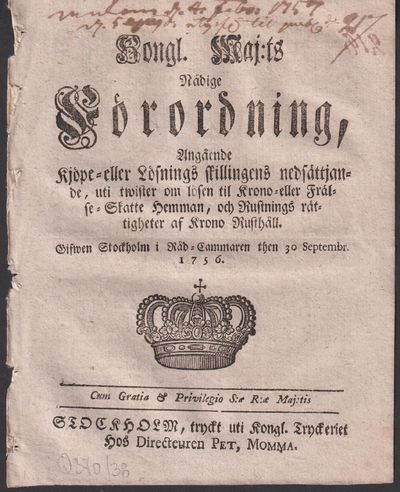 Kongl. Maj:ts
Nådige
Förordning,
Angående
Kjöpe-eller Lösnings skillingens nedsättjan-
de, uti twister om lösen til Krono-eller Fräl-
se-Skatte Hemman, och Rustnings rät-
tigheter af Krono Rusthåll.
Gifwen Stockholm i Råd-Cammaren then 30 Septembr.
1756.
Cum Gratia & Privilegio S:æ R:æ Maj:tis
STOCKHOLM, tryckt uti Kongl. Tryckeriet
Hos Directeuren PET. MOMMA.